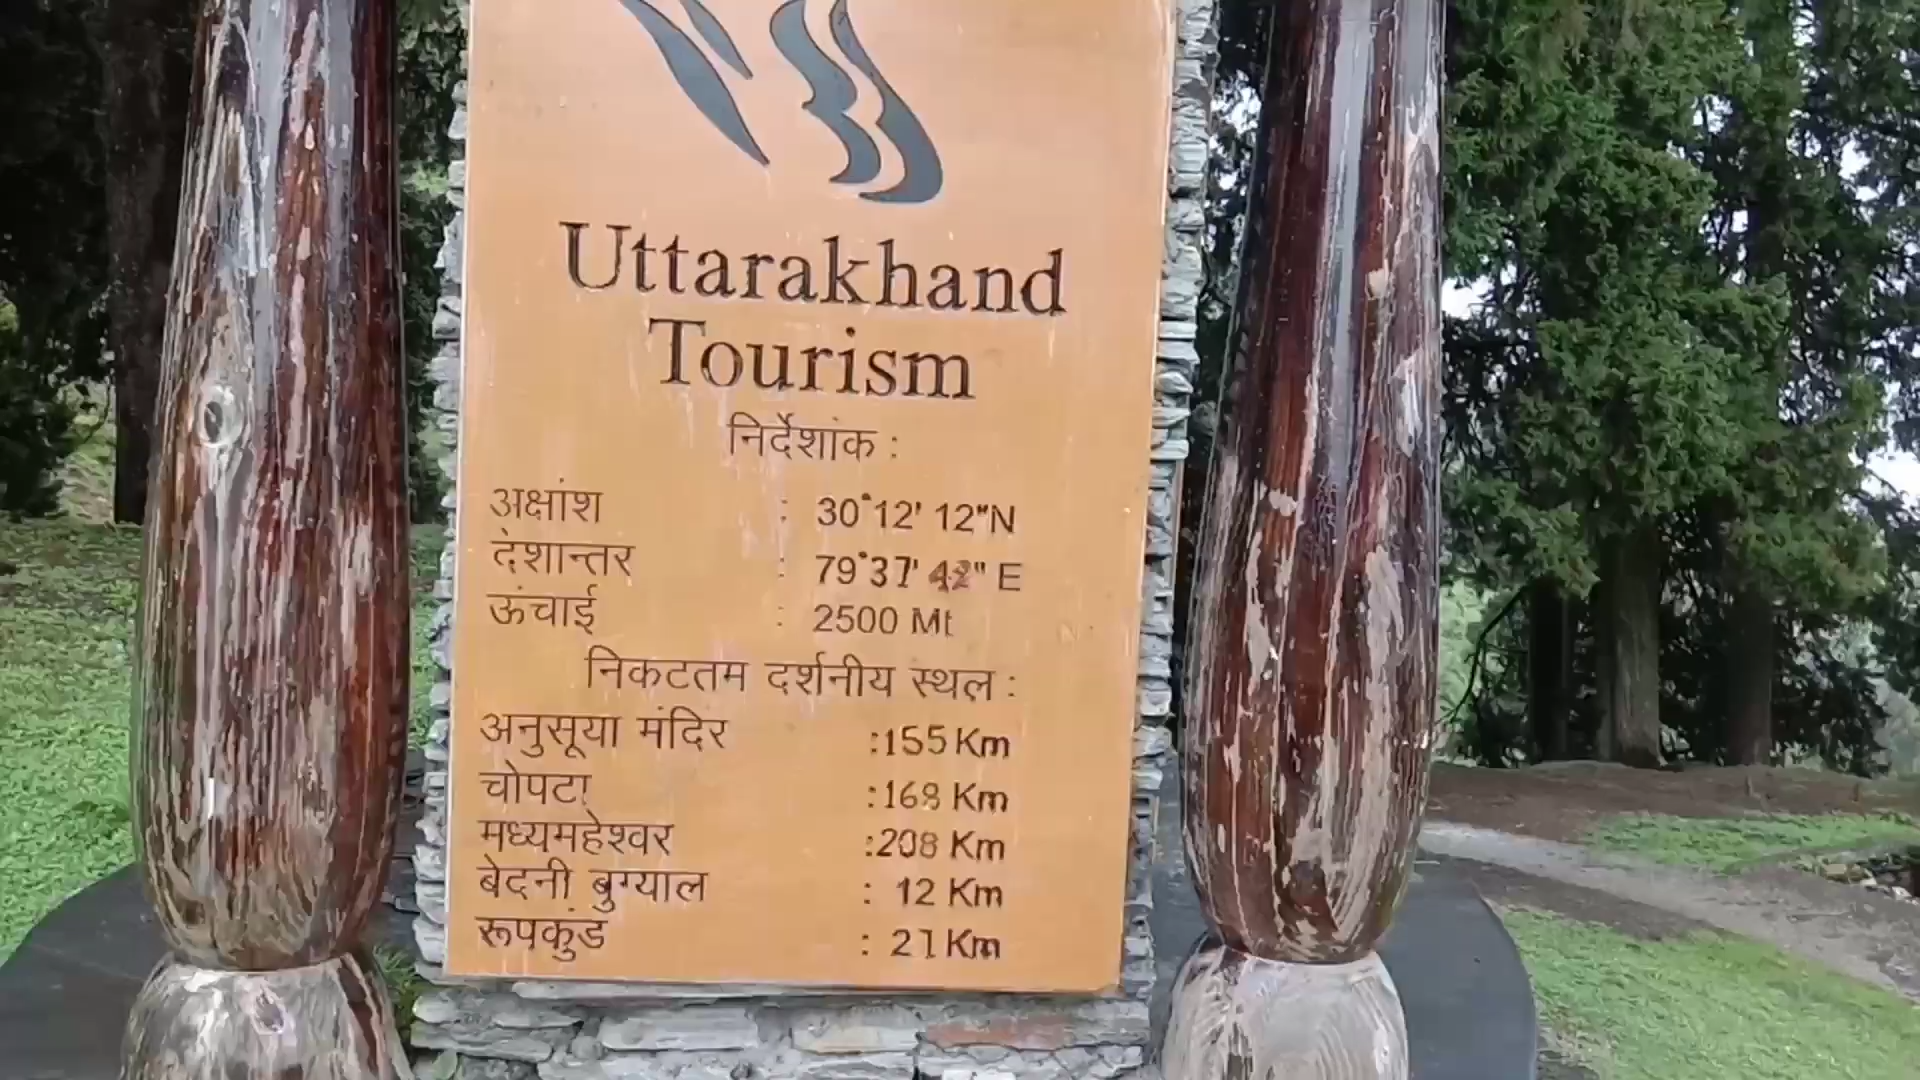 Uttarakhand
Tourism
निर्देशांक :
अक्षांश : 30°12' 12"N
देशान्तर : 79°37' 42" E
ऊंचाई : 2500 Mt
निकटतम दर्शनीय स्थल :
अनुसूया मंदिर :155 Km
चोपटा :168 Km
मध्यमहेश्वर :208 Km
बेदनी बुग्याल : 12 Km
रूपकुंड : 21 Km